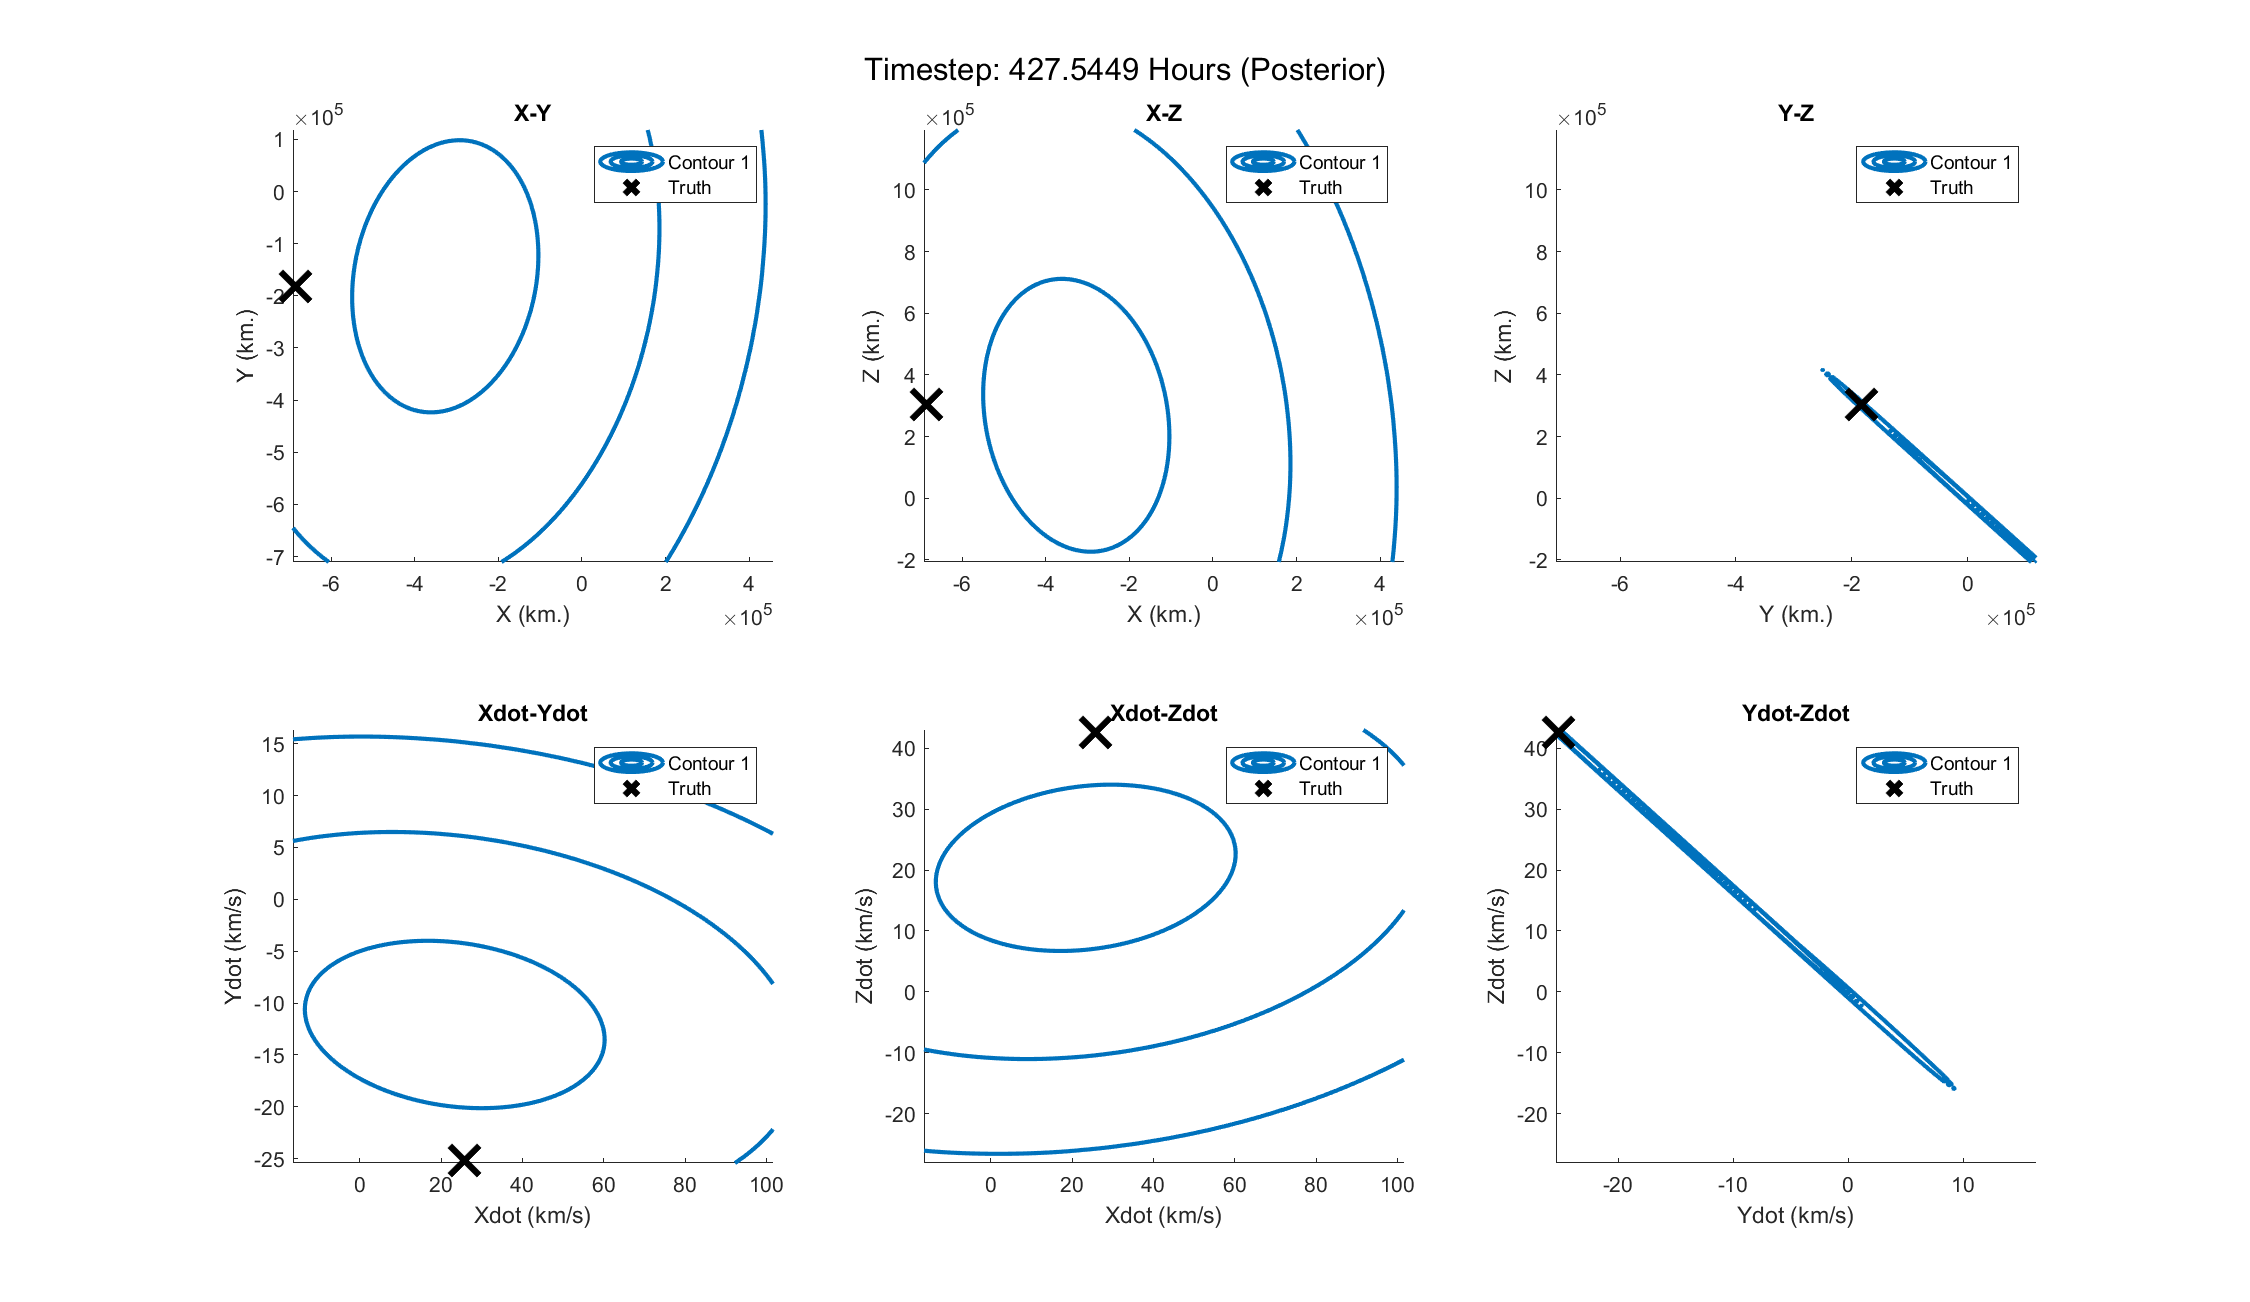 Timestep: 427.5449 Hours (Posterior)
X-Y
×10^5
1
0
-1
-2
-3
-4
-5
-6
-7
Y (km.)
-6 -4 -2 0 2 4
X (km.)
×10^5
Contour 1
Truth
X-Z
×10^5
10
8
6
4
2
0
-2
Z (km.)
-6 -4 -2 0 2 4
X (km.)
×10^5
Contour 1
Truth
Y-Z
×10^5
10
8
6
4
2
0
-2
Z (km.)
-6 -4 -2 0
Y (km.)
×10^5
Contour 1
Truth
Xdot-Ydot
15
10
5
0
-5
-10
-15
-20
-25
Ydot (km/s)
0 20 40 60 80 100
Xdot (km/s)
Contour 1
Truth
Xdot-Zdot
40
30
20
10
0
-10
-20
Zdot (km/s)
0 20 40 60 80 100
Xdot (km/s)
Contour 1
Truth
Ydot-Zdot
40
30
20
10
0
-10
-20
Zdot (km/s)
-20 -10 0 10
Ydot (km/s)
Contour 1
Truth